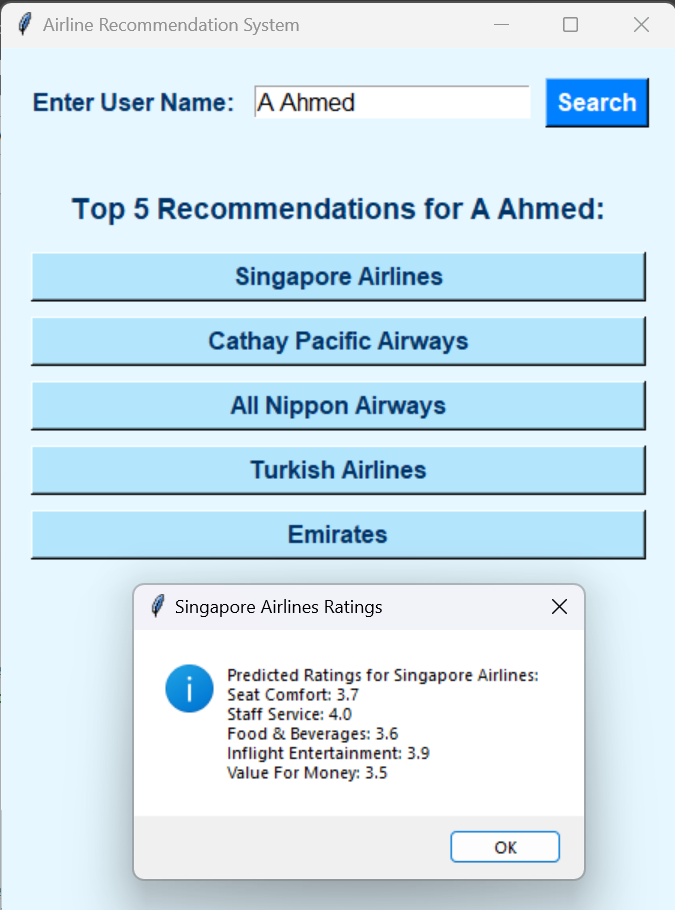 Airline Recommendation System
Enter User Name: A Ahmed Search
Top 5 Recommendations for A Ahmed:
Singapore Airlines
Cathay Pacific Airways
All Nippon Airways
Turkish Airlines
Emirates
Singapore Airlines Ratings
Predicted Ratings for Singapore Airlines:
Seat Comfort: 3.7
Staff Service: 4.0
Food & Beverages: 3.6
Inflight Entertainment: 3.9
Value For Money: 3.5
OK